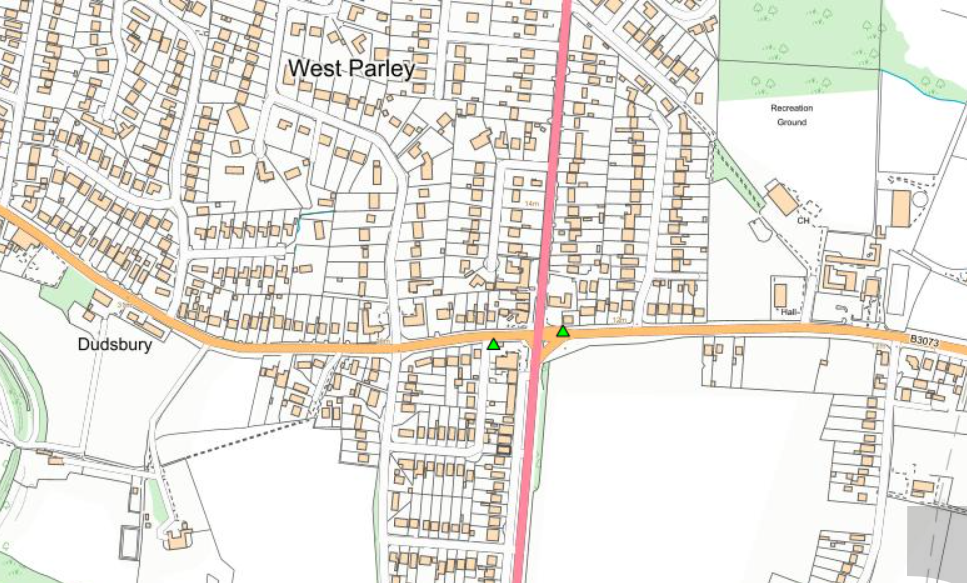 West Parley
Recreation
Ground
14m
CH
Hall
12m
B3073
Dudsbury